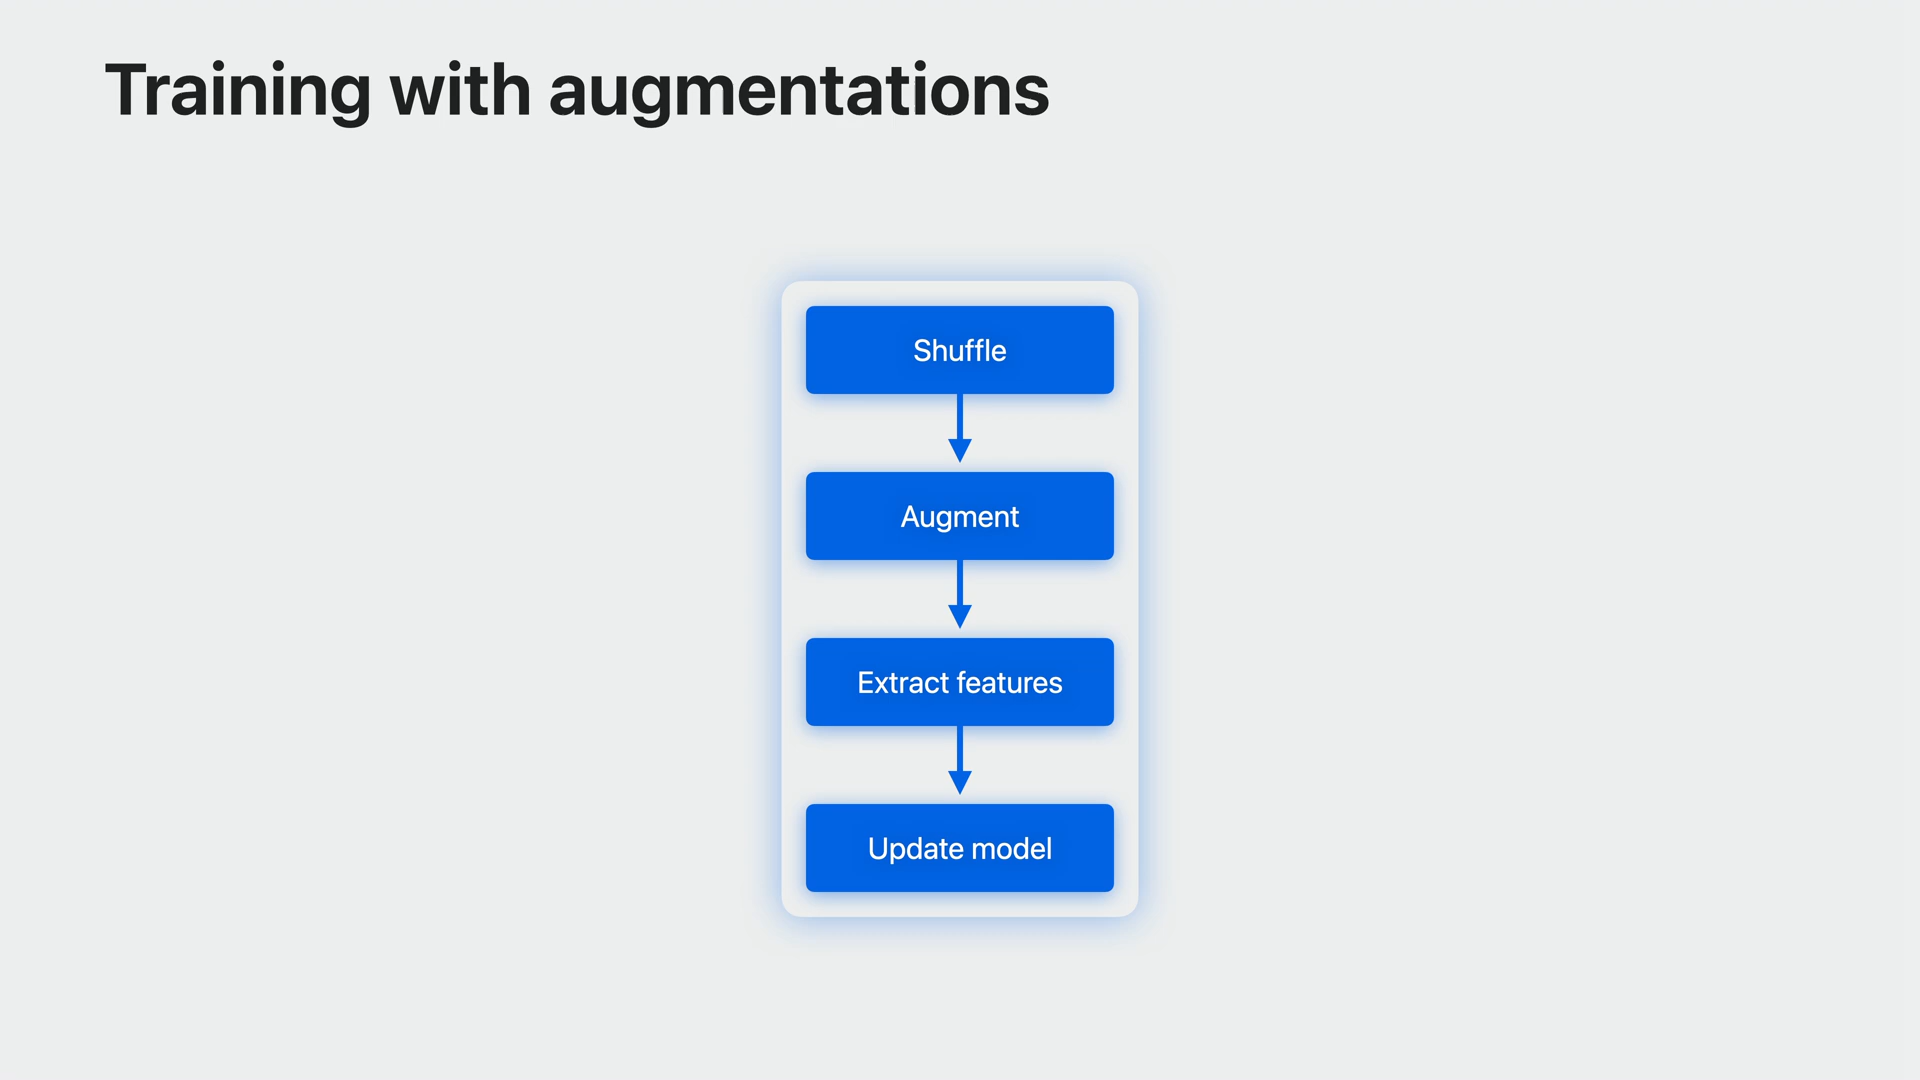 Training with augmentations
Shuffle
Augment
Extract features
Update model